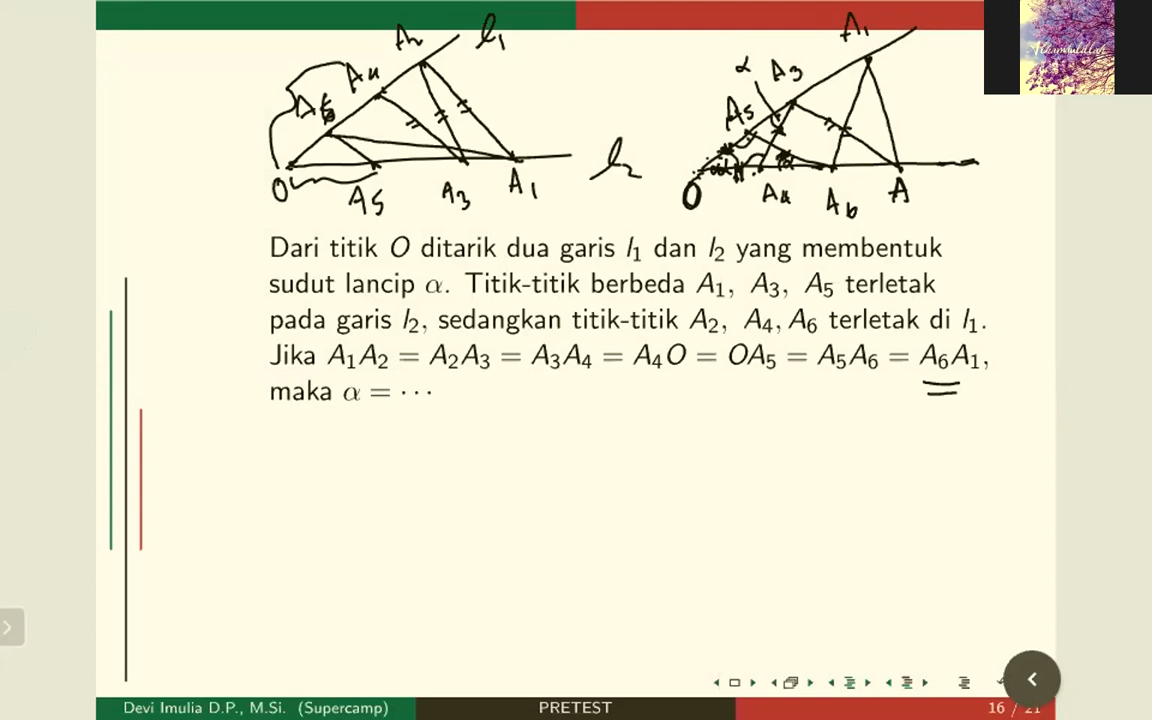 A₂ l₁
A₄
A₆
O A₅ A₃ A₁ l₂
A₁
α A₃
A₅
O A₄ A₆ A
Alhamdulillah
Dari titik O ditarik dua garis l₁ dan l₂ yang membentuk
sudut lancip α. Titik-titik berbeda A₁, A₃, A₅ terletak
pada garis l₂, sedangkan titik-titik A₂, A₄, A₆ terletak di l₁.
Jika A₁A₂ = A₂A₃ = A₃A₄ = A₄O = OA₅ = A₅A₆ = A₆A₁,
maka α = ⋯
Devi Imulia D.P., M.Si. (Supercamp) PRETEST 16 / 21